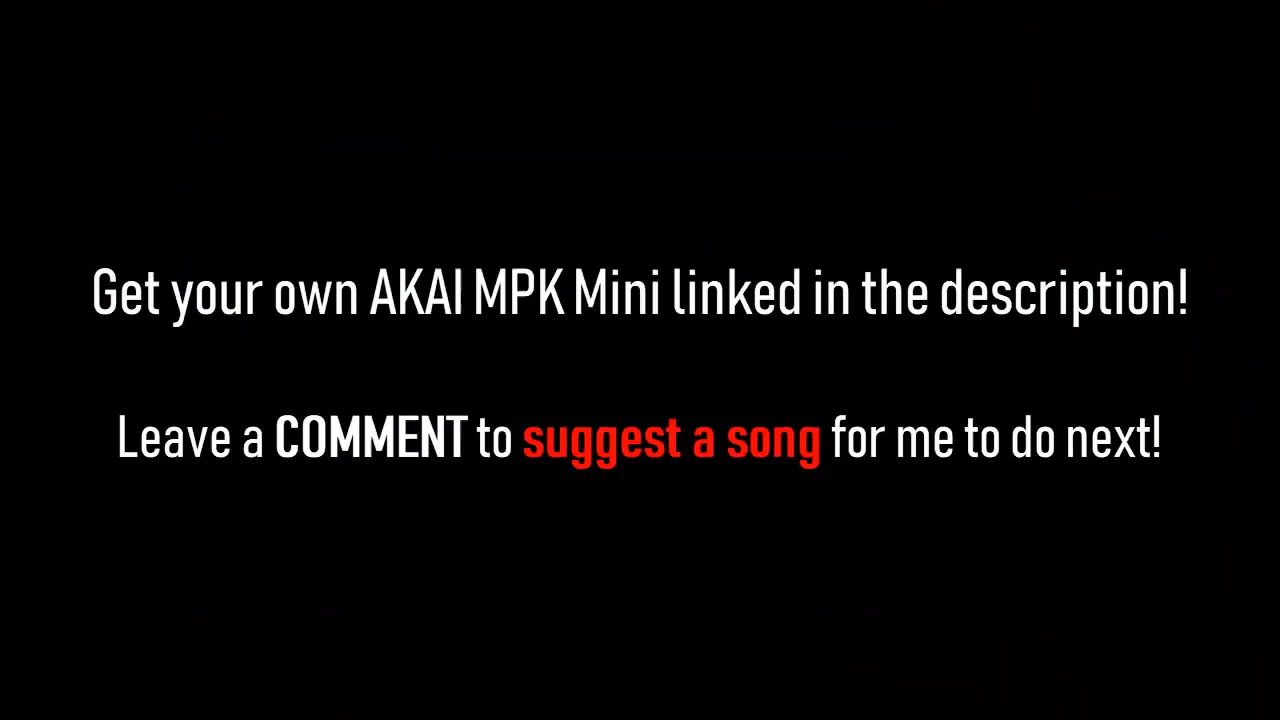 Get your own AKAI MPK Mini linked in the description!
Leave a COMMENT to suggest a song for me to do next!